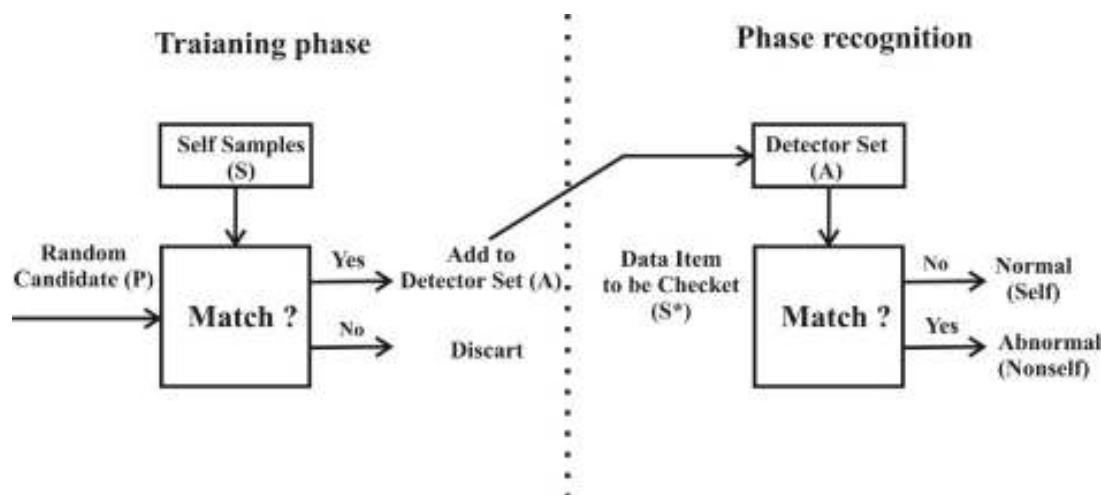 Traianing phase
Self Samples
(S)
Random
Candidate (P)
Match ?
Yes
No
Add to
Detector Set (A)
Discart
Phase recognition
Detector Set
(A)
Data Item
to be Checket
(S*)
Match ?
No
Yes
Normal
(Self)
Abnormal
(Nonself)